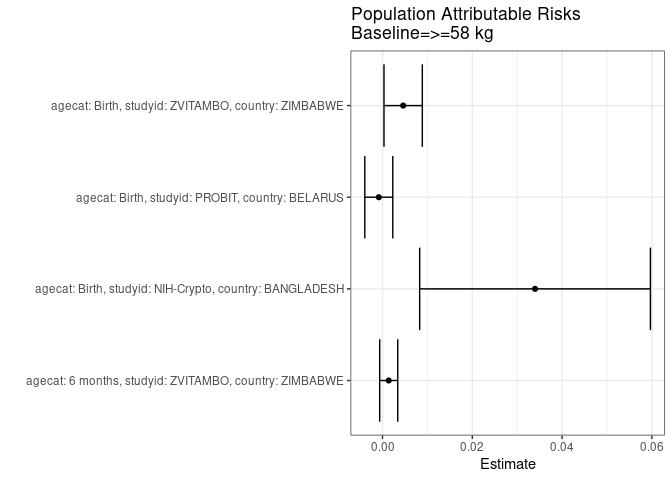 Population Attributable Risks
Baseline=>=58 kg
agecat: Birth, studyid: ZVITAMBO, country: ZIMBABWE
agecat: Birth, studyid: PROBIT, country: BELARUS
agecat: Birth, studyid: NIH-Crypto, country: BANGLADESH
agecat: 6 months, studyid: ZVITAMBO, country: ZIMBABWE
0.00 0.02 0.04 0.06
Estimate